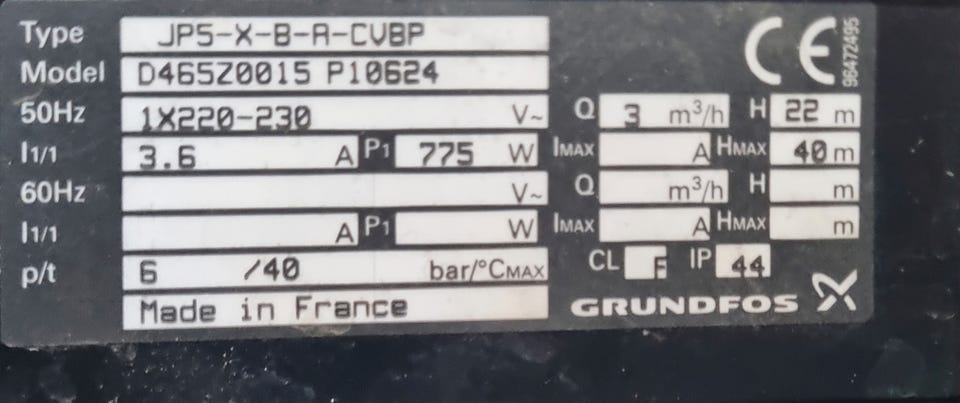 Type JP5-X-B-A-CVBP
Model D465Z0015 P10624
50Hz 1X220-230 V~ Q 3 m³/h H 22 m
I1/1 3.6 A P1 775 W IMAX A HMAX 40 m
60Hz V~ Q m³/h H m
I1/1 A P1 W IMAX A HMAX m
p/t 6 /40 bar/°CMAX CL F IP 44
Made in France GRUNDFOS
CE 96472495